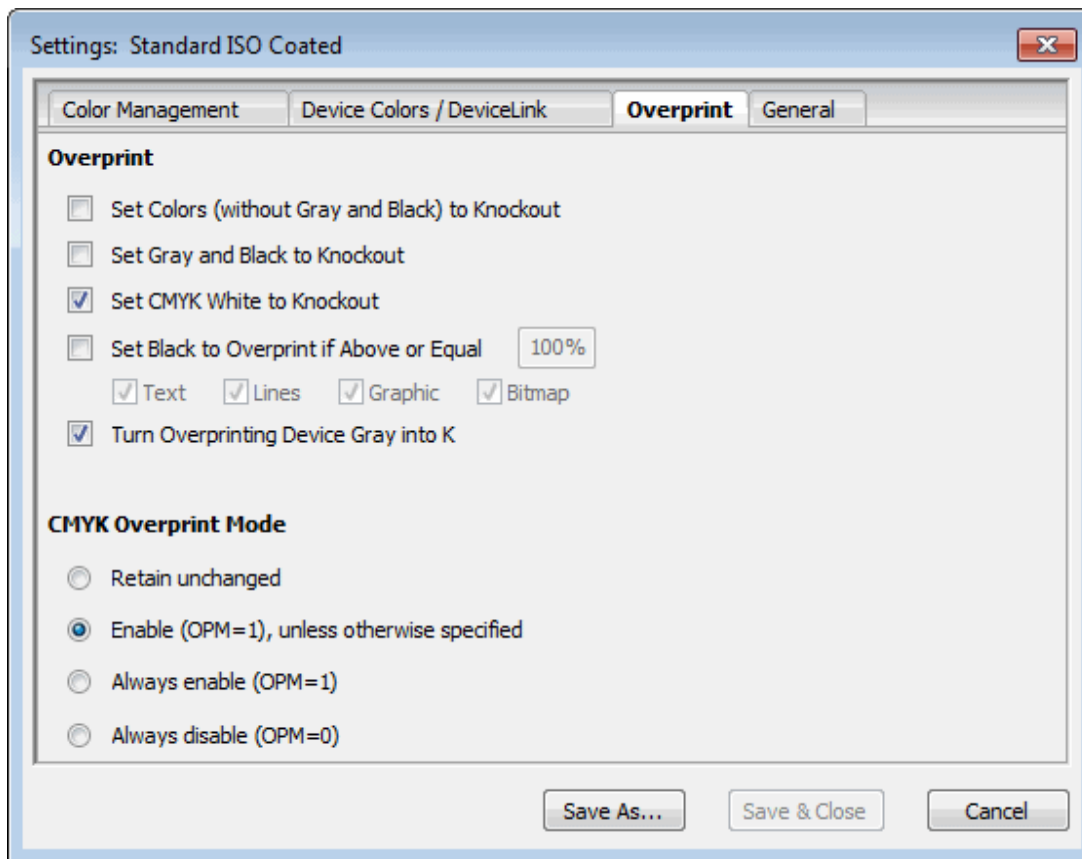 Settings: Standard ISO Coated
Color Management Device Colors / DeviceLink Overprint General
Overprint
Set Colors (without Gray and Black) to Knockout
Set Gray and Black to Knockout
Set CMYK White to Knockout
Set Black to Overprint if Above or Equal 100%
Text Lines Graphic Bitmap
Turn Overprinting Device Gray into K
CMYK Overprint Mode
Retain unchanged
Enable (OPM=1), unless otherwise specified
Always enable (OPM=1)
Always disable (OPM=0)
Save As... Save & Close Cancel